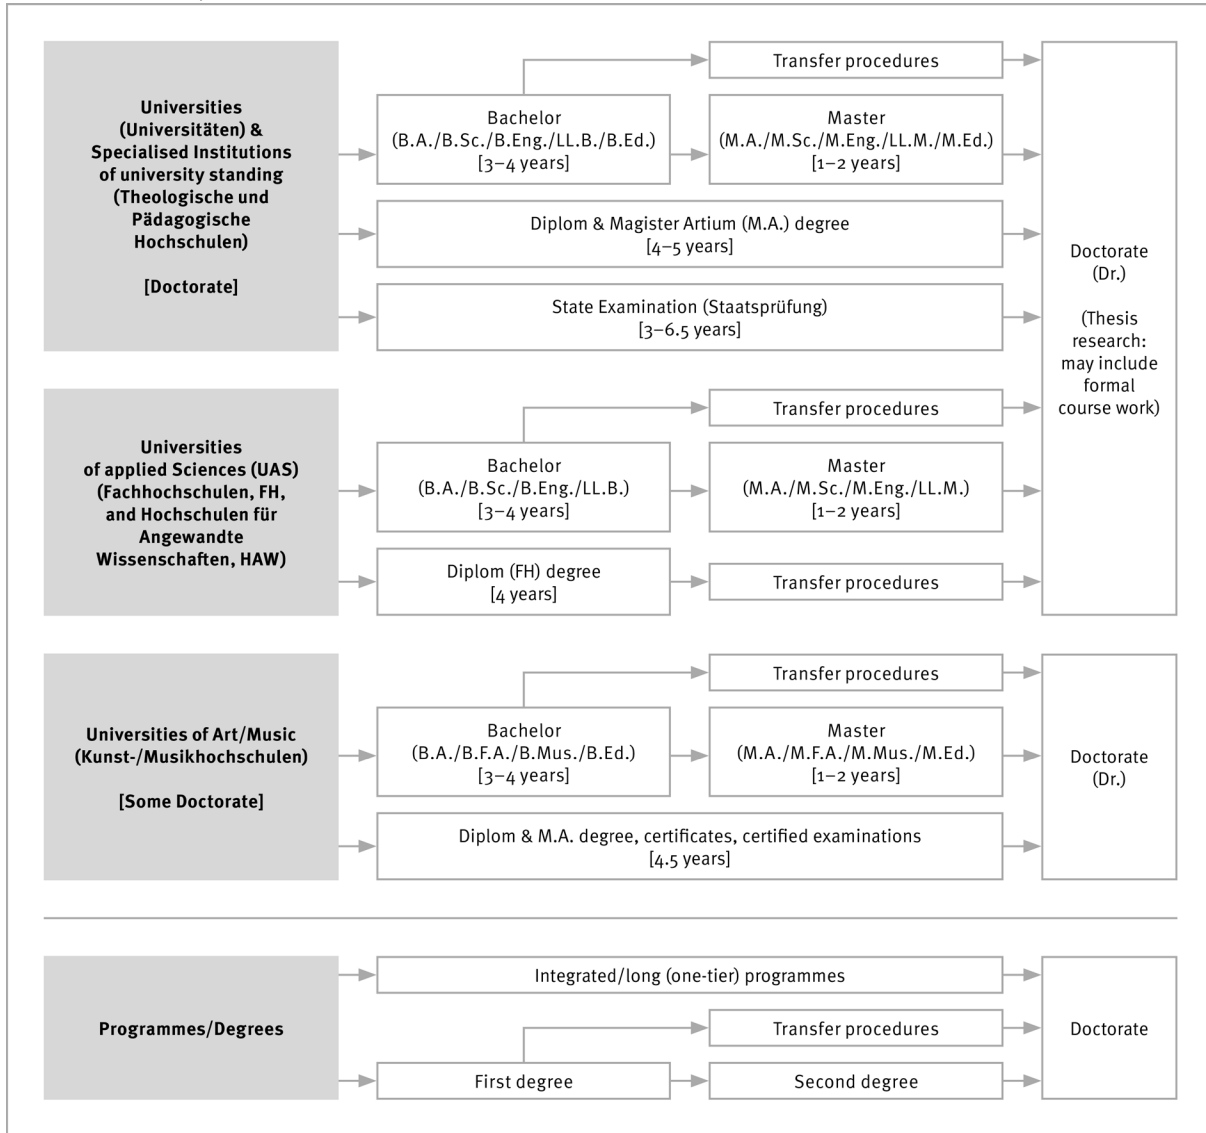 Universities
(Universitäten) &
Specialised Institutions
of university standing
(Theologische und
Pädagogische
Hochschulen)
[Doctorate]
Transfer procedures
Bachelor
(B.A./B.Sc./B.Eng./LL.B./B.Ed.)
[3–4 years]
Master
(M.A./M.Sc./M.Eng./LL.M./M.Ed.)
[1–2 years]
Diplom & Magister Artium (M.A.) degree
[4–5 years]
State Examination (Staatsprüfung)
[3–6.5 years]
Doctorate
(Dr.)
(Thesis
research:
may include
formal
course work)
Universities
of applied Sciences (UAS)
(Fachhochschulen, FH,
and Hochschulen für
Angewandte
Wissenschaften, HAW)
Transfer procedures
Bachelor
(B.A./B.Sc./B.Eng./LL.B.)
[3–4 years]
Master
(M.A./M.Sc./M.Eng./LL.M.)
[1–2 years]
Diplom (FH) degree
[4 years]
Transfer procedures
Universities of Art/Music
(Kunst-/Musikhochschulen)
[Some Doctorate]
Transfer procedures
Bachelor
(B.A./B.F.A./B.Mus./B.Ed.)
[3–4 years]
Master
(M.A./M.F.A./M.Mus./M.Ed.)
[1–2 years]
Diplom & M.A. degree, certificates, certified examinations
[4.5 years]
Doctorate
(Dr.)
Programmes/Degrees
Integrated/long (one-tier) programmes
Transfer procedures
First degree
Second degree
Doctorate